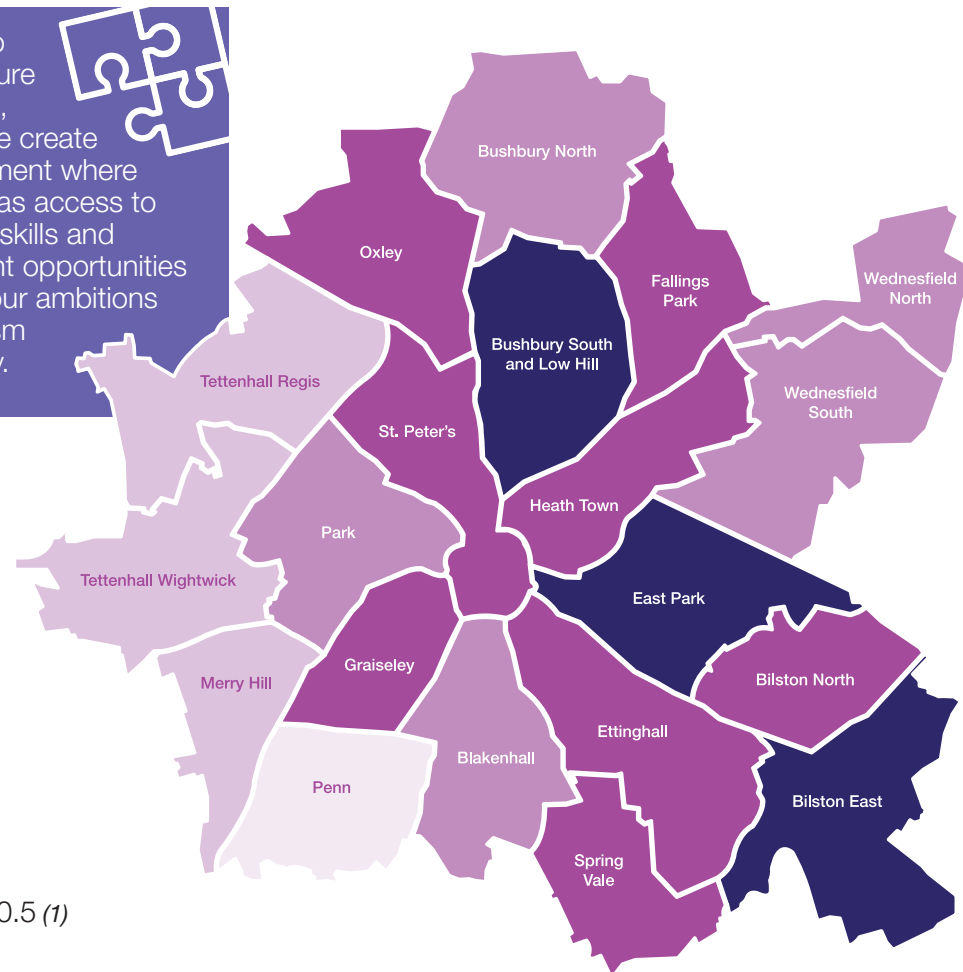 ure
e create
ment where
as access to
skills and
nt opportunities
our ambitions
sm
y.
Bushbury North
Oxley
Fallings
Park
Wednesfield
North
Bushbury South
and Low Hill
Tettenhall Regis
Wednesfield
South
St. Peter's
Heath Town
Park
Tettenhall Wightwick
East Park
Graiseley
Merry Hill
Bilston North
Ettinghall
Blakenhall
Penn
Bilston East
Spring
Vale
0.5 (1)